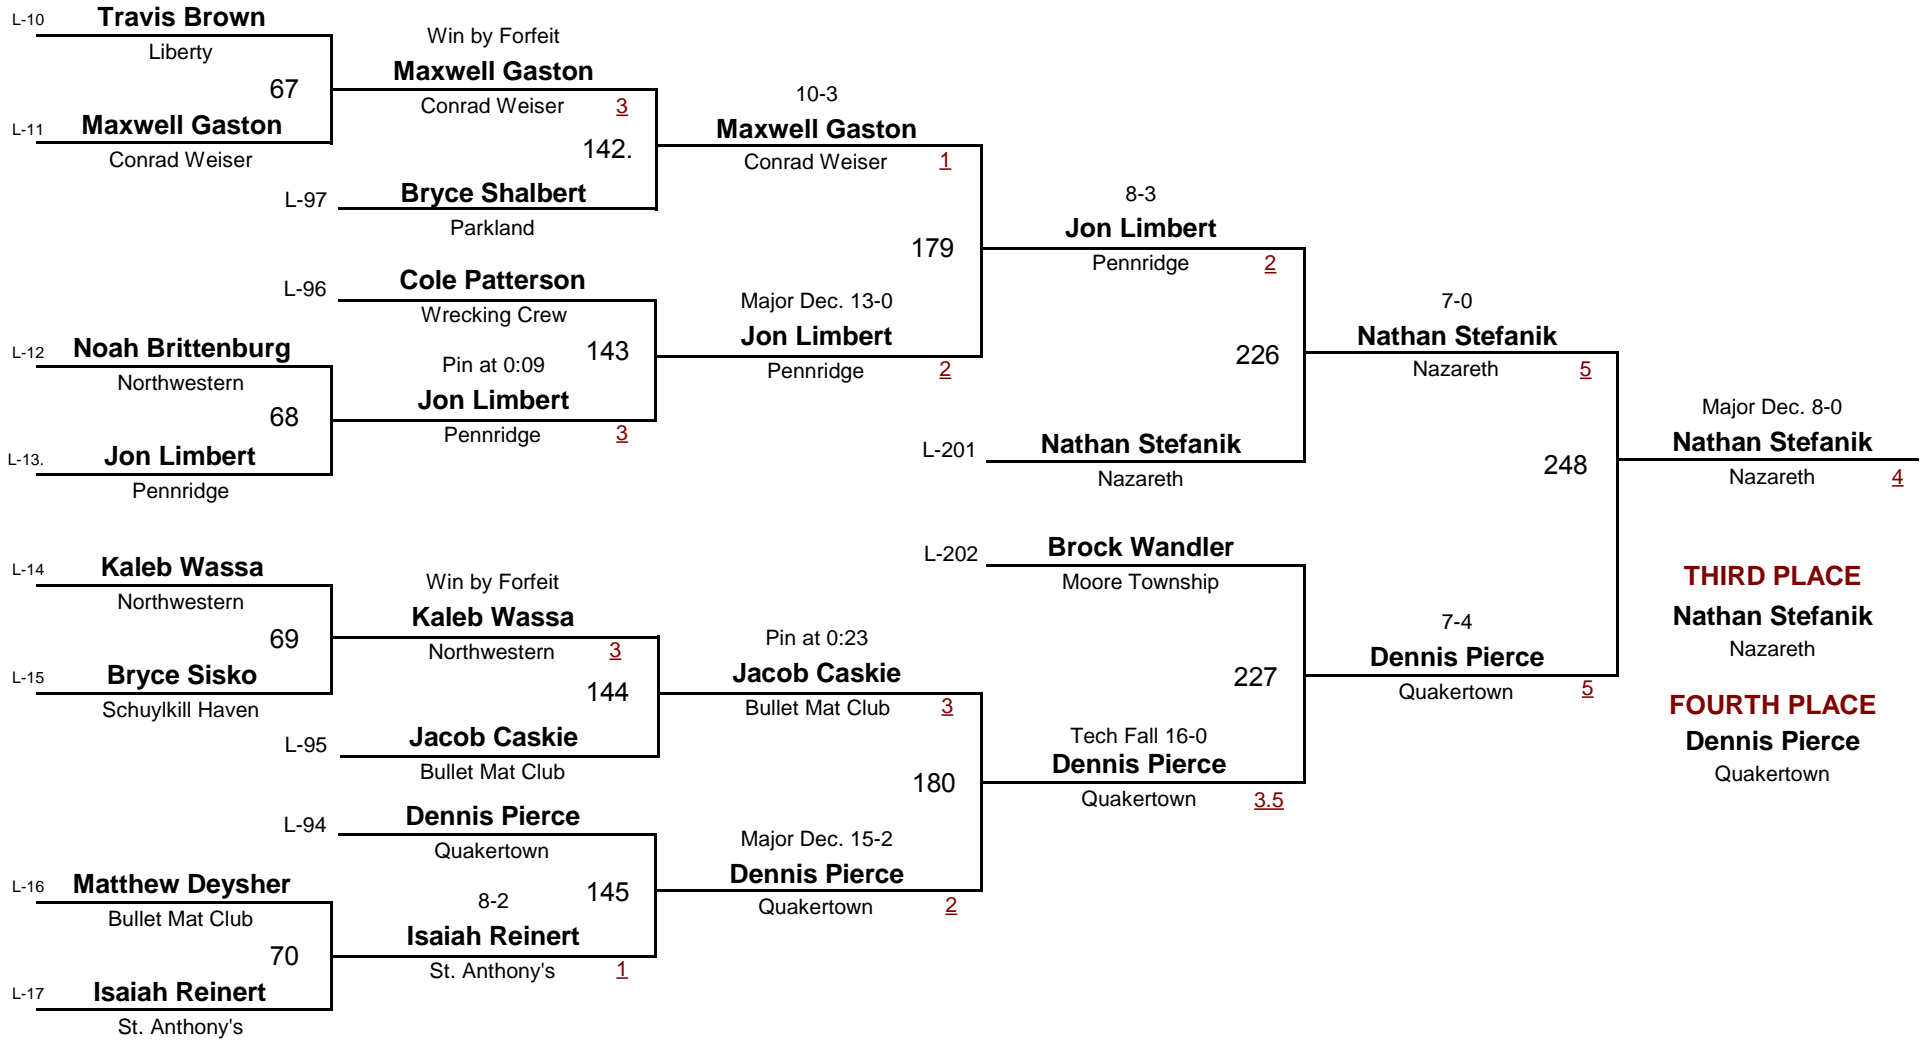 L-10 Travis Brown
Liberty
67
L-11 Maxwell Gaston
Conrad Weiser
Win by Forfeit
Maxwell Gaston
Conrad Weiser 3
142.
L-97 Bryce Shalbert
Parkland
10-3
Maxwell Gaston
Conrad Weiser 1
179
L-96 Cole Patterson
Wrecking Crew
143
L-12 Noah Brittenburg
Northwestern
68
L-13. Jon Limbert
Pennridge
Pin at 0:09
Jon Limbert
Pennridge 3
Major Dec. 13-0
Jon Limbert
Pennridge 2
8-3
Jon Limbert
Pennridge 2
226
L-201 Nathan Stefanik
Nazareth
7-0
Nathan Stefanik
Nazareth 5
248
Major Dec. 8-0
Nathan Stefanik
Nazareth 4
L-14 Kaleb Wassa
Northwestern
69
L-15 Bryce Sisko
Schuylkill Haven
Win by Forfeit
Kaleb Wassa
Northwestern 3
144
L-95 Jacob Caskie
Bullet Mat Club
Pin at 0:23
Jacob Caskie
Bullet Mat Club 3
180
L-94 Dennis Pierce
Quakertown
145
L-16 Matthew Deysher
Bullet Mat Club
70
L-17 Isaiah Reinert
St. Anthony's
8-2
Isaiah Reinert
St. Anthony's 1
Major Dec. 15-2
Dennis Pierce
Quakertown 2
L-202 Brock Wandler
Moore Township
227
Tech Fall 16-0
Dennis Pierce
Quakertown 3.5
7-4
Dennis Pierce
Quakertown 5
THIRD PLACE
Nathan Stefanik
Nazareth
FOURTH PLACE
Dennis Pierce
Quakertown